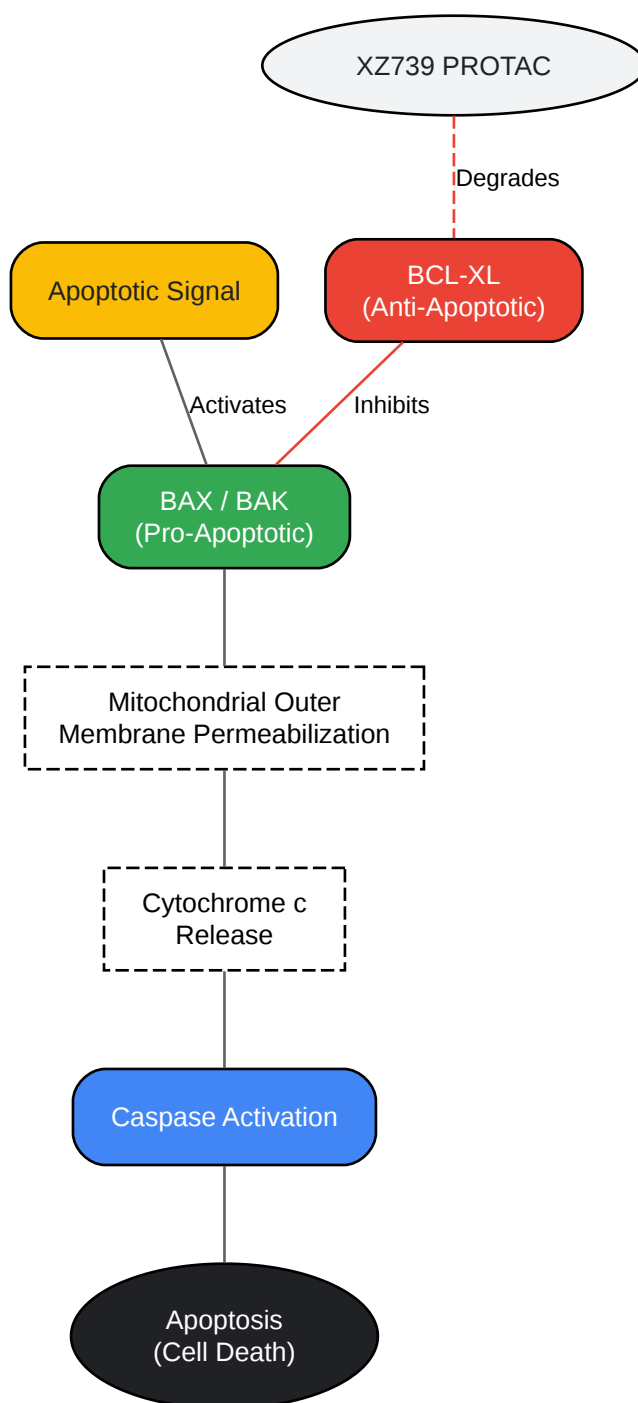 XZ739 PROTAC
Degrades
Apoptotic Signal
BCL-XL
(Anti-Apoptotic)
Activates
Inhibits
BAX / BAK
(Pro-Apoptotic)
Mitochondrial Outer
Membrane Permeabilization
Cytochrome c
Release
Caspase Activation
Apoptosis
(Cell Death)